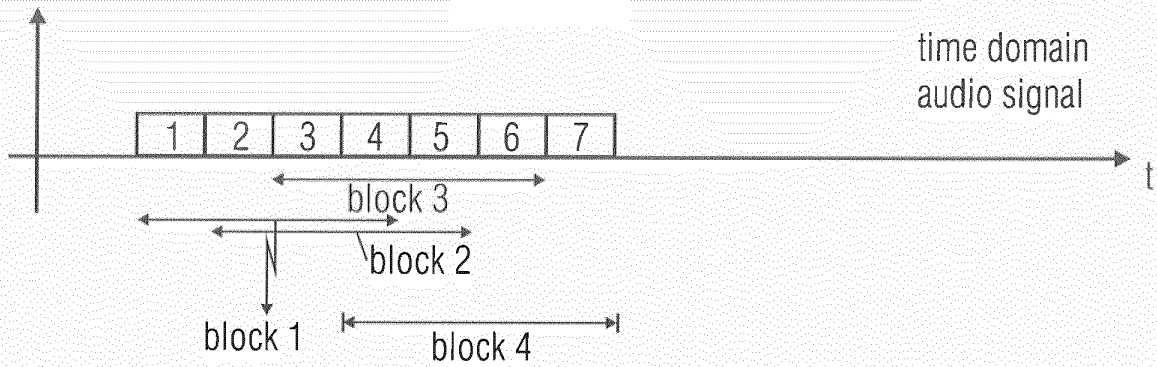 time domain
audio signal
1 2 3 4 5 6 7
t
block 3
block 2
block 1
block 4